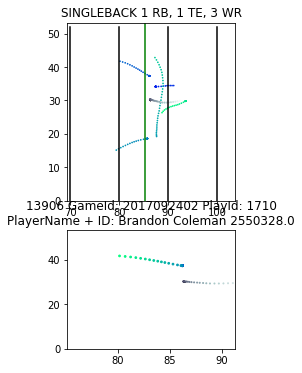 SINGLEBACK 1 RB, 1 TE, 3 WR
50
40
30
20
10
0
70 80 90 100
13906 GameId: 2017092402 PlayId: 1710
PlayerName + ID: Brandon Coleman 2550328.0
40
20
0
80 85 90